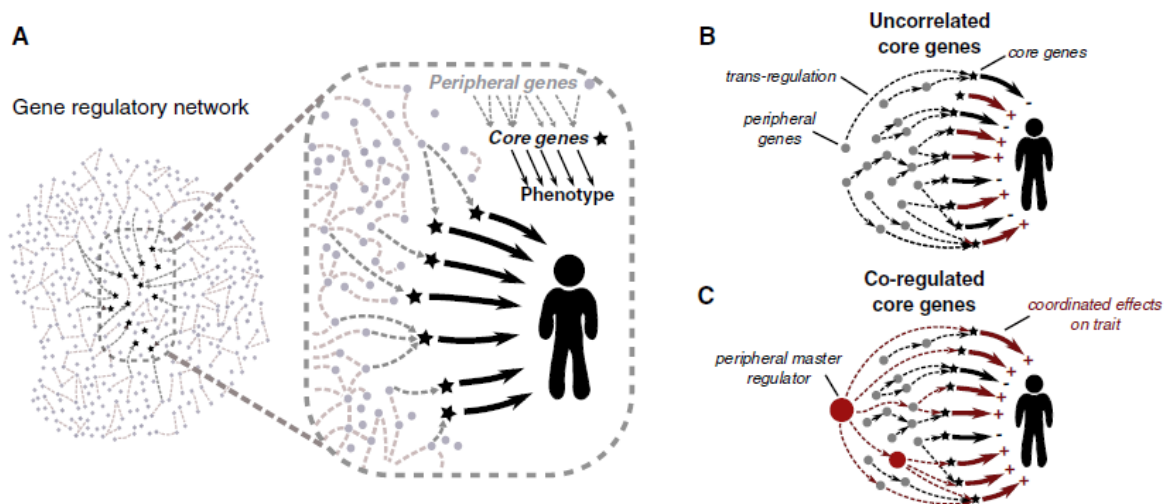 A
Gene regulatory network
Peripheral genes
Core genes
Phenotype
B
Uncorrelated
core genes
core genes
trans-regulation
peripheral
genes
-
+
-
+
+
-
+
-
+
C
Co-regulated
core genes
coordinated effects
on trait
peripheral master
regulator
+
+
-
+
+
-
+
+
+